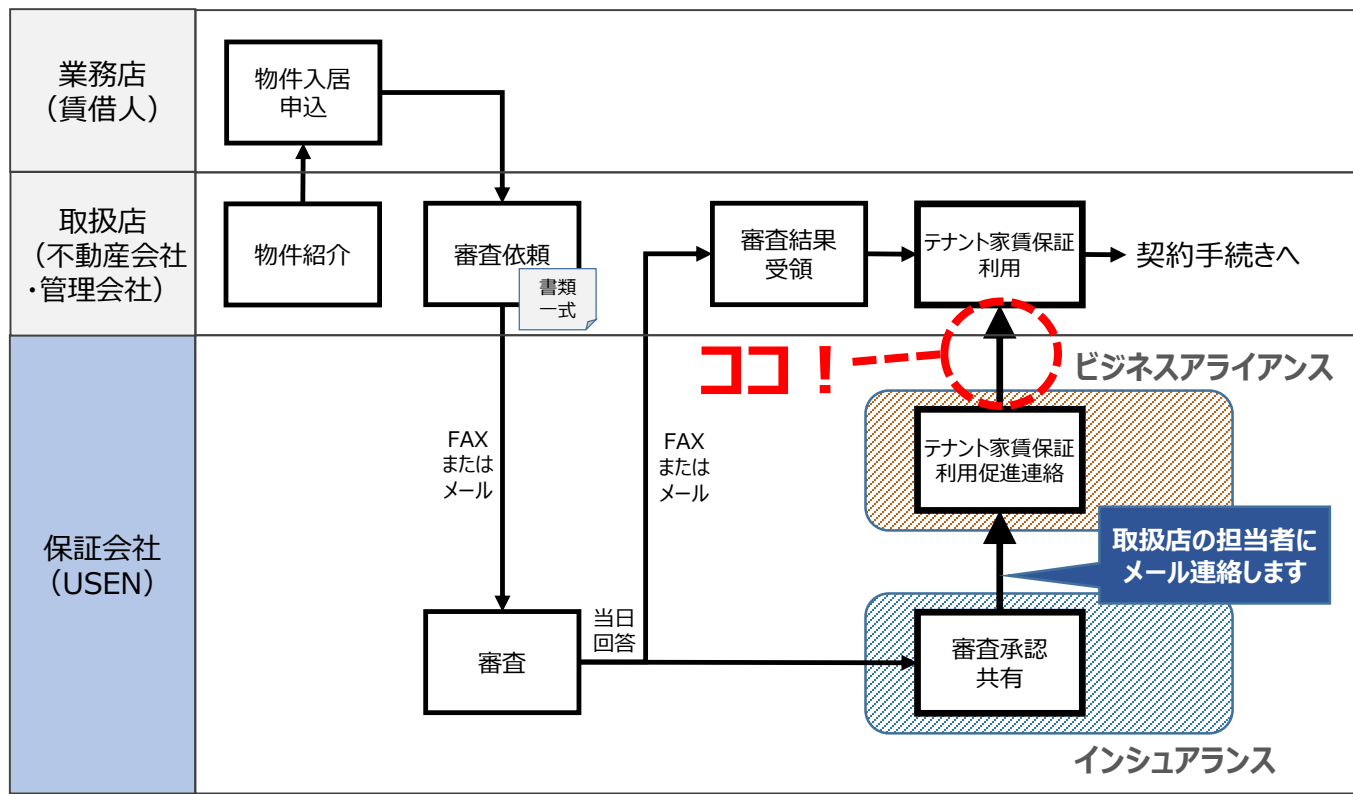 業務店
（賃借人）
物件入居
申込
取扱店
（不動産会社
・管理会社）
物件紹介
審査依頼
書類
一式
審査結果
受領
テナント家賃保証
利用
契約手続きへ
保証会社
（USEN）
FAX
または
メール
FAX
または
メール
ココ！
ビジネスアライアンス
テナント家賃保証
利用促進連絡
取扱店の担当者に
メール連絡します
審査
当日
回答
審査承認
共有
インシュアランス